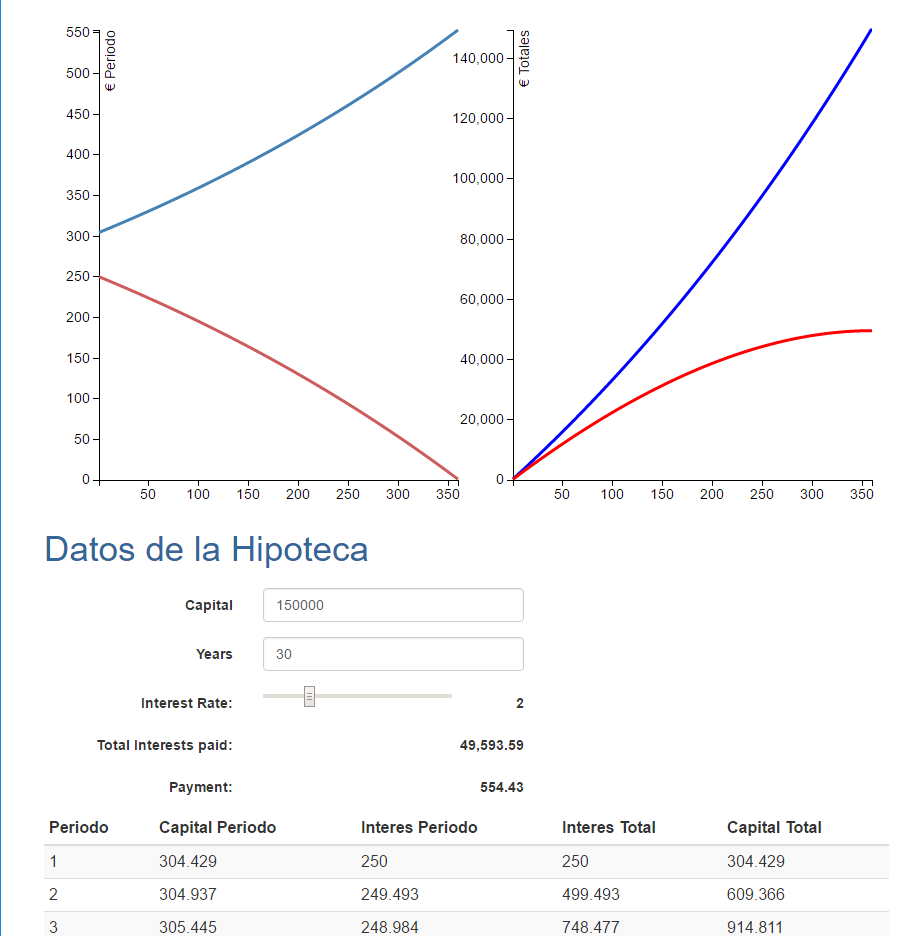 € Periodo
550
500
450
400
350
300
250
200
150
100
50
0
50 100 150 200 250 300 350
€ Totales
140,000
120,000
100,000
80,000
60,000
40,000
20,000
0
50 100 150 200 250 300 350
Datos de la Hipoteca
Capital 150000
Years 30
Interest Rate: 2
Total Interests paid: 49,593.59
Payment: 554.43
Periodo Capital Periodo Interes Periodo Interes Total Capital Total
1 304.429 250 250 304.429
2 304.937 249.493 499.493 609.366
3 305.445 248.984 748.477 914.811